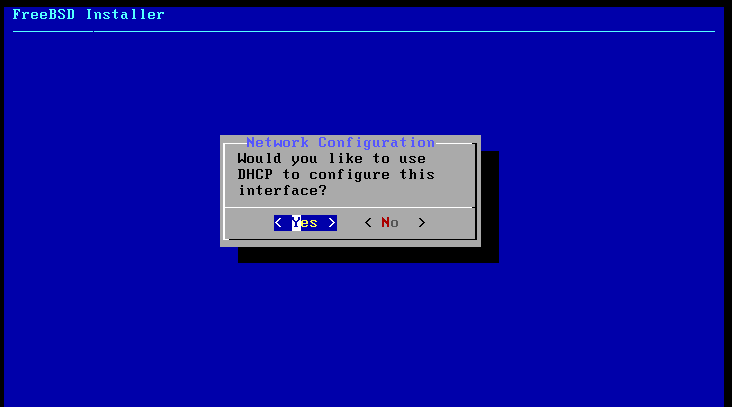 FreeBSD Installer
Network Configuration
Would you like to use
DHCP to configure this
interface?
< Yes > < No >